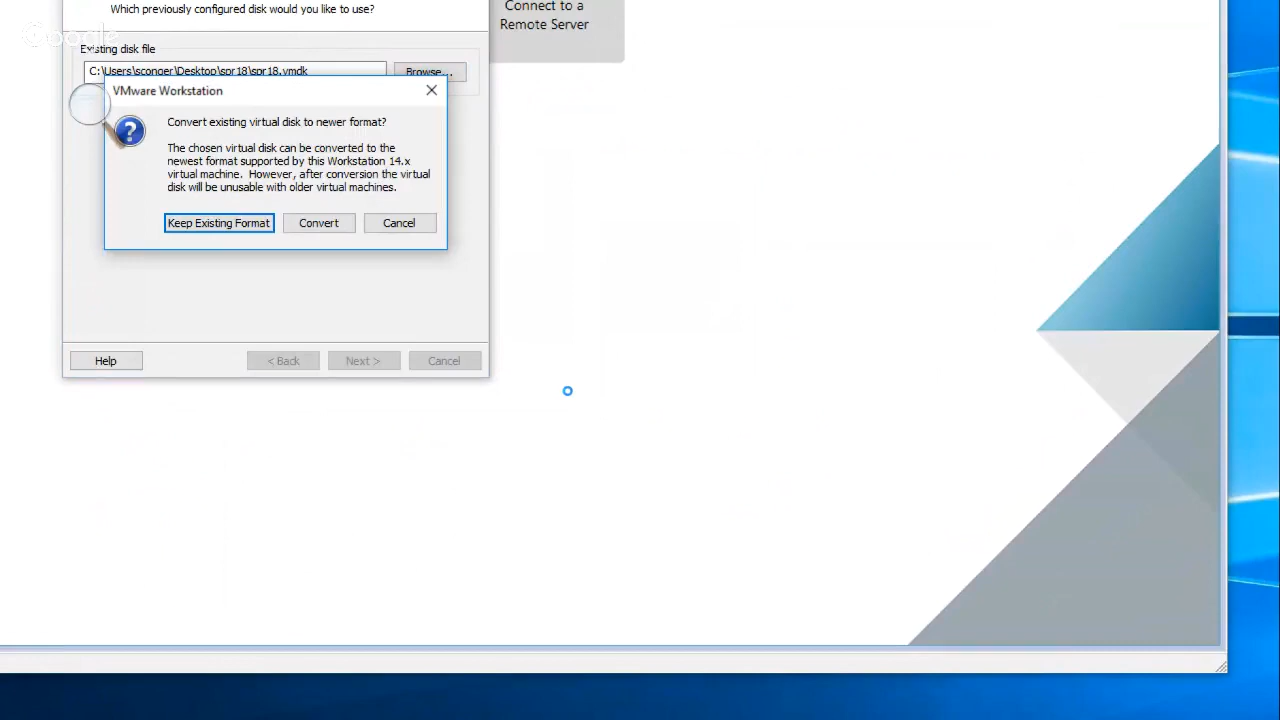 Which previously configured disk would you like to use?
Connect to a
Remote Server
Google
Existing disk file
C:\Users\sconger\Desktop\spr18\spr18.vmdk
Browse...
VMware Workstation
Convert existing virtual disk to newer format?
The chosen virtual disk can be converted to the
newest format supported by this Workstation 14.x
virtual machine. However, after conversion the virtual
disk will be unusable with older virtual machines.
Keep Existing Format
Convert
Cancel
Help
< Back
Next >
Cancel